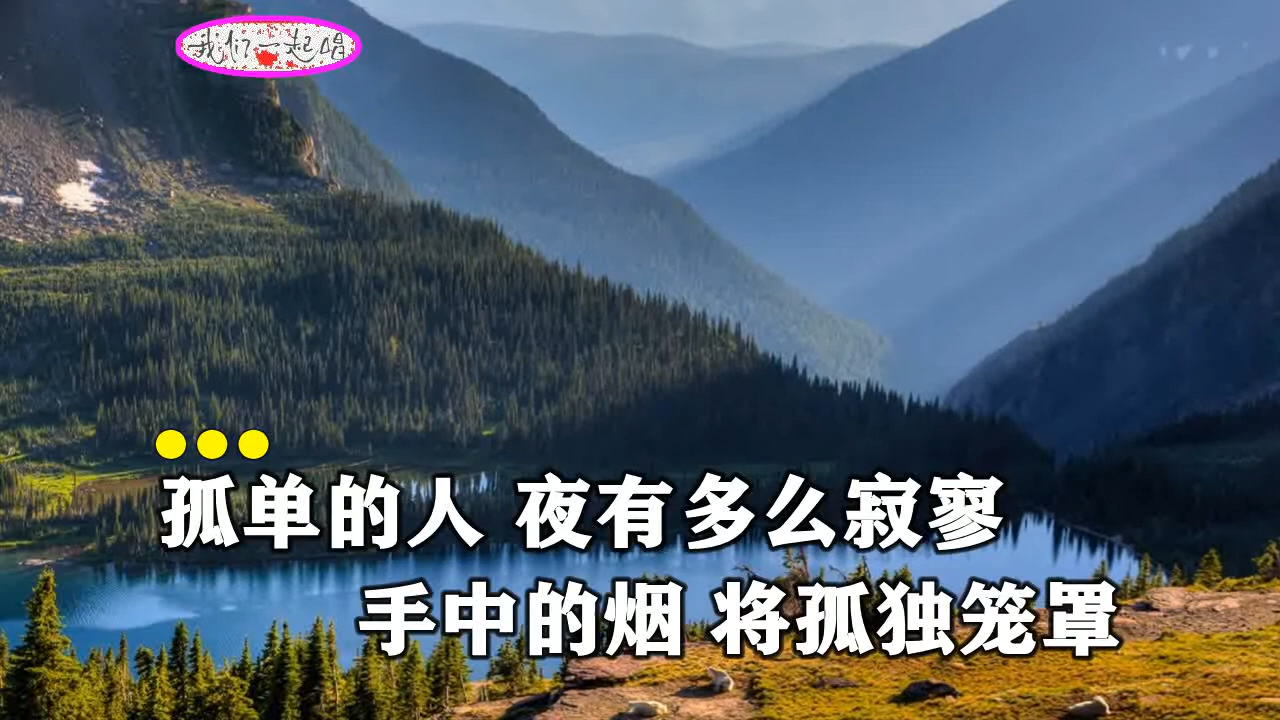 我们一起唱
孤单的人 夜有多么寂寥
手中的烟 将孤独笼罩